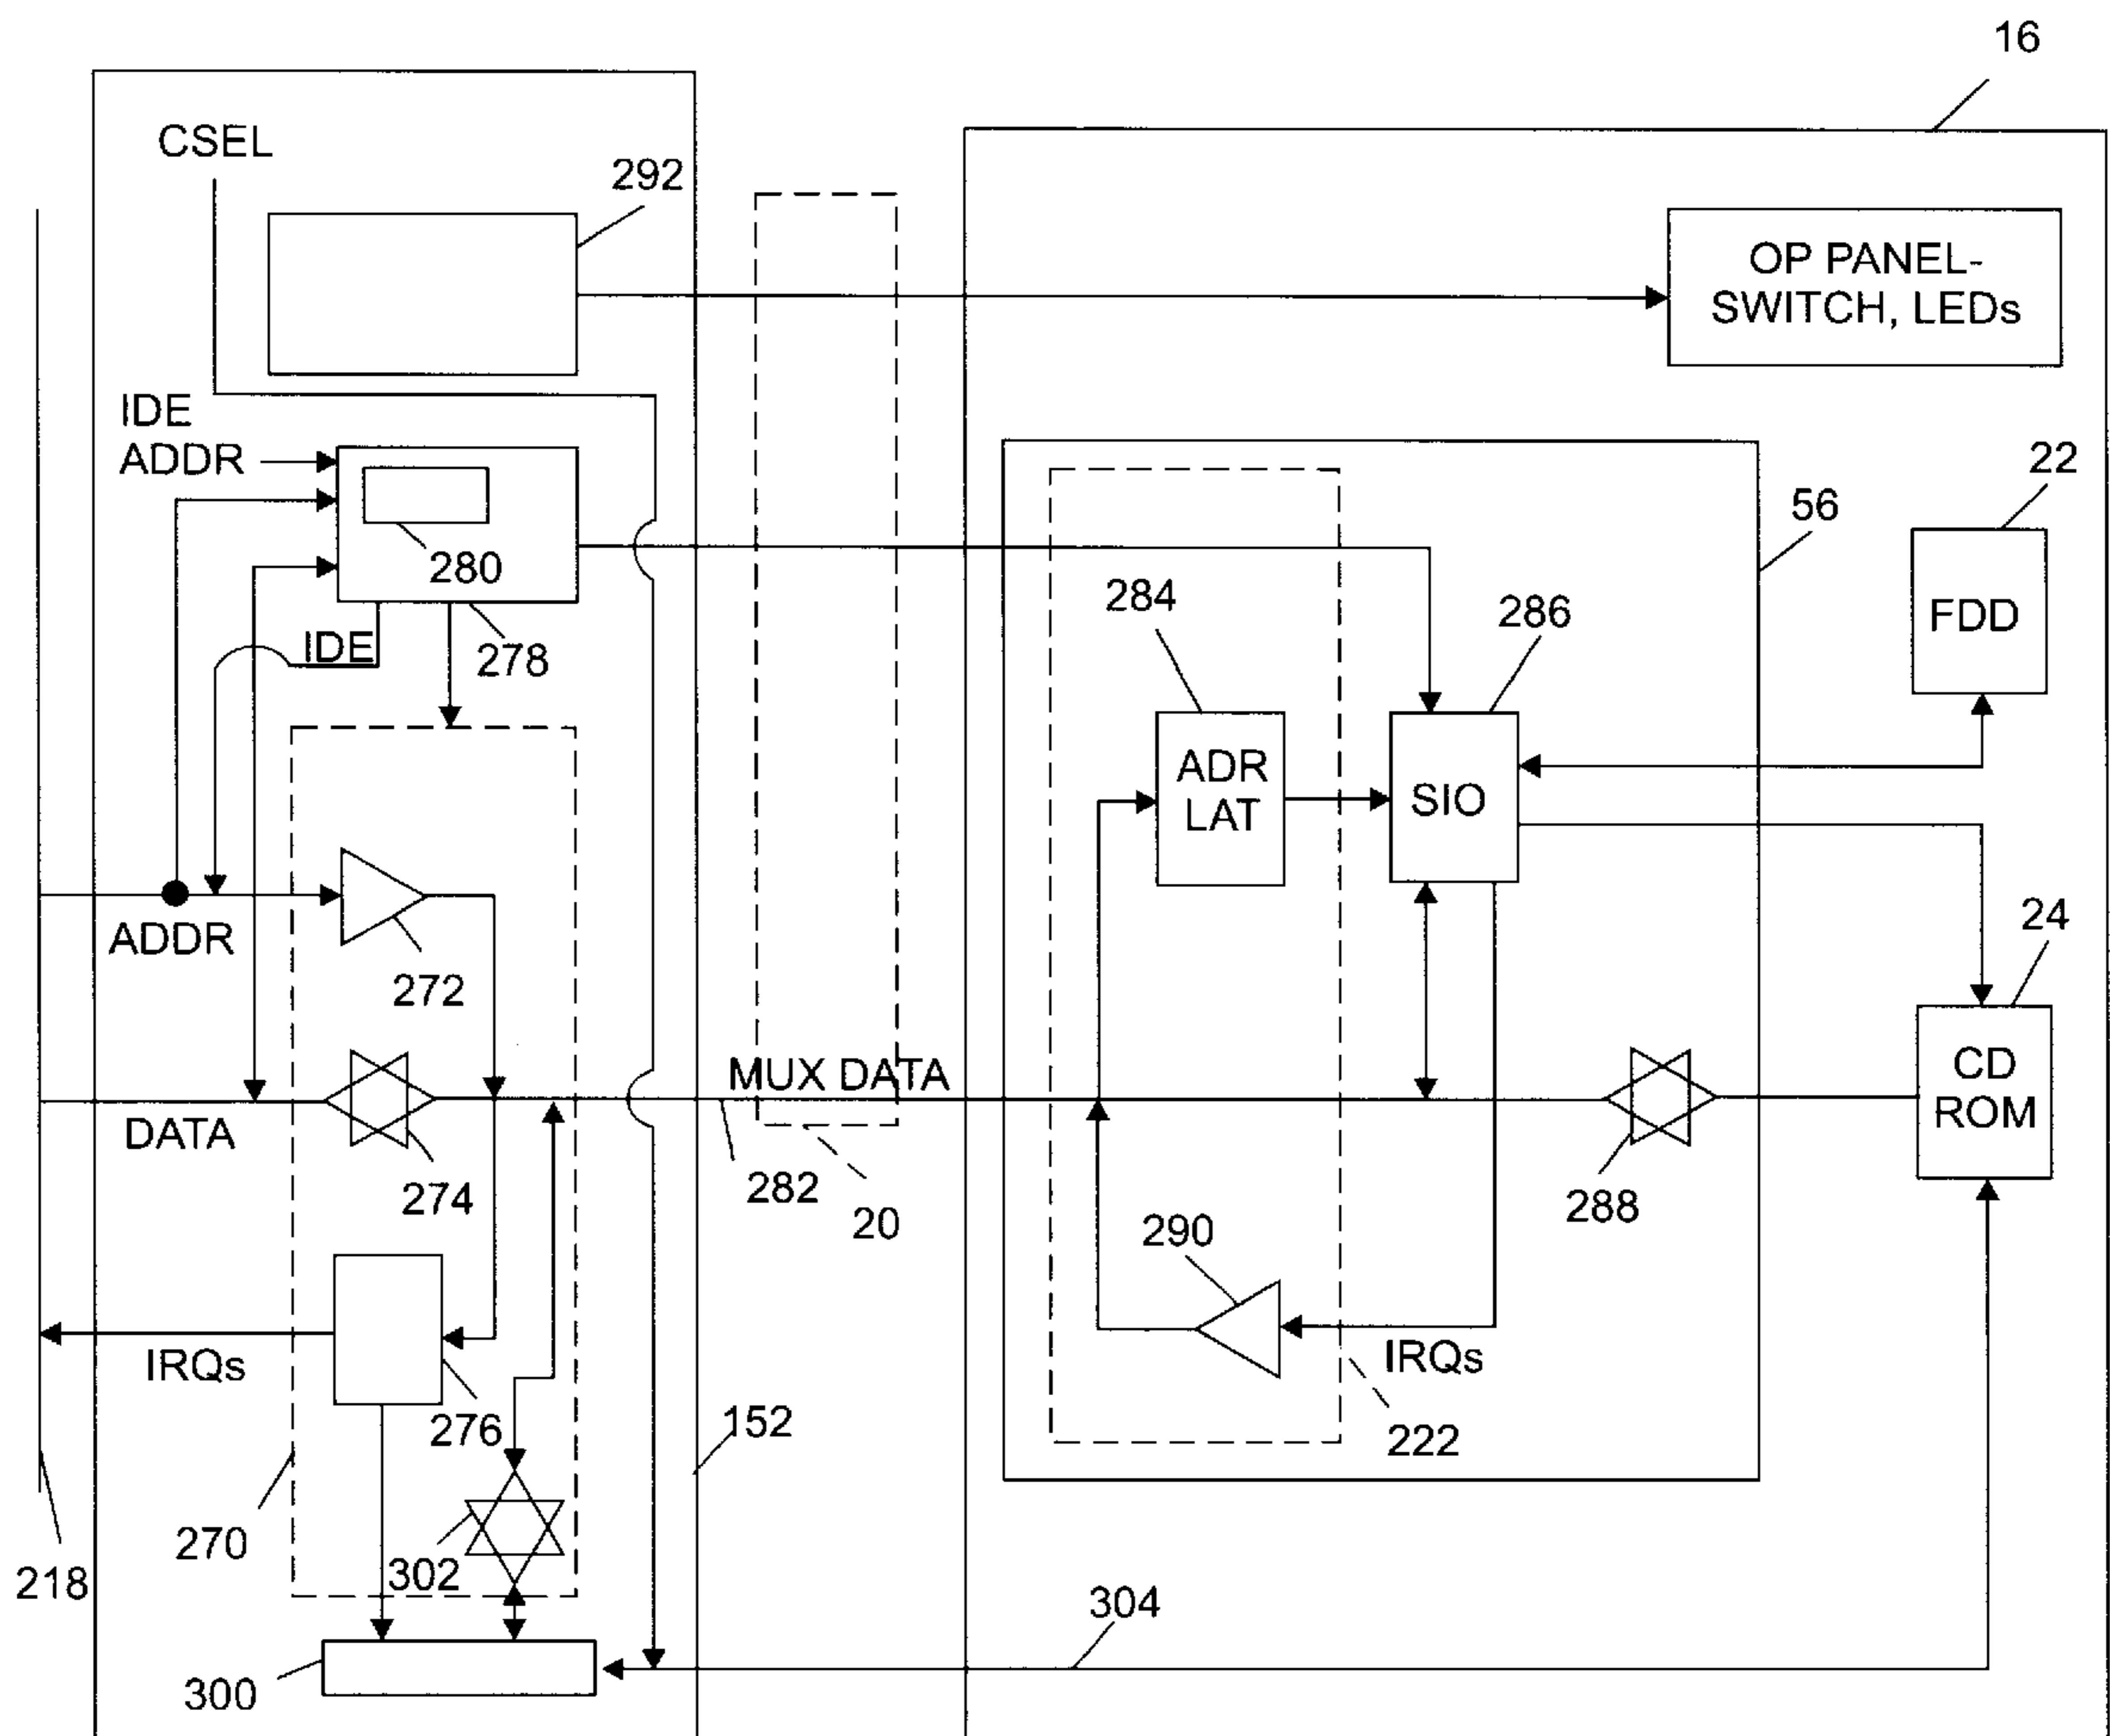 16
CSEL
292
OP PANEL-
SWITCH, LEDs
IDE
ADDR
22
56
280
284
286
FDD
IDE
278
ADR
LAT
SIO
24
ADDR
272
MUX DATA
CD
ROM
DATA
274
282
20
288
290
IRQs
IRQs
276
152
222
270
302
218
304
300